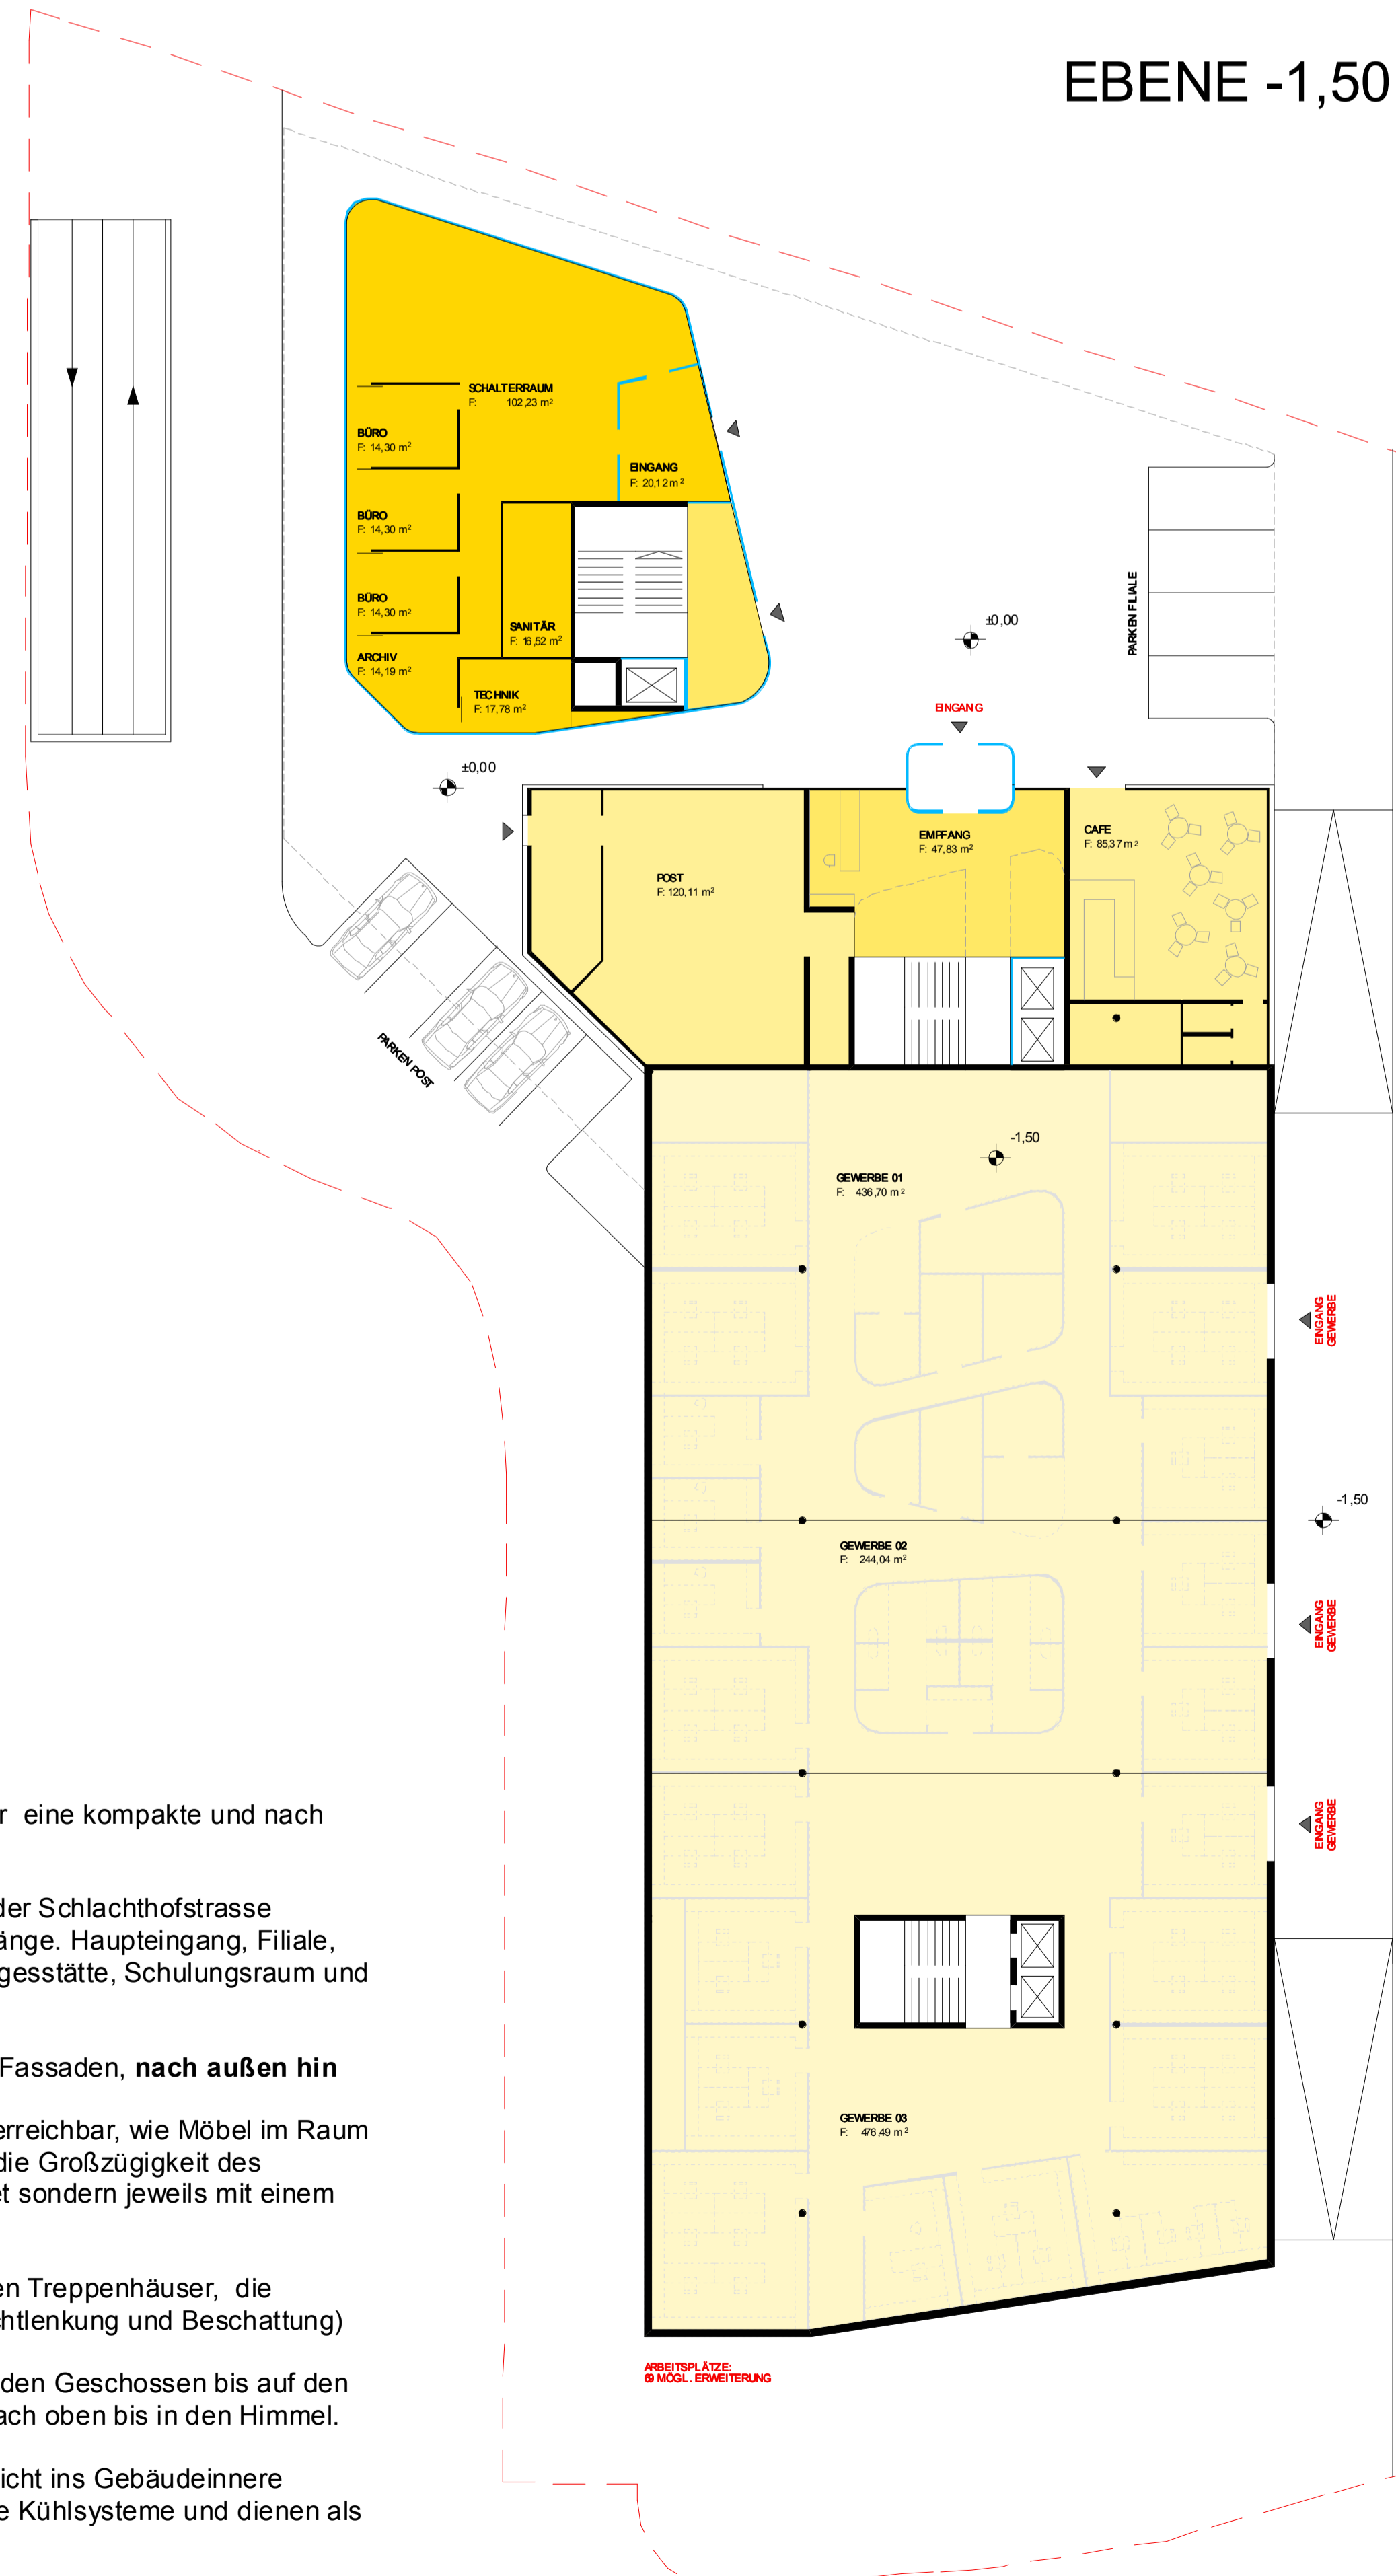 EBENE -1,50
SCHALTERRAUM
F: 102,23 m²
BÜRO
F: 14,30 m²
EINGANG
F: 20,12 m²
BÜRO
F: 14,30 m²
BÜRO
F: 14,30 m²
SANITÄR
F: 16,52 m²
ARCHIV
F: 14,19 m²
TECHNIK
F: 17,78 m²
PARKEN FILIALE
±0,00
EINGANG
±0,00
EMPFANG
F: 47,83 m²
CAFE
F: 85,37 m²
POST
F: 120,11 m²
PARKEN POST
-1,50
GEWERBE 01
F: 436,70 m²
EINGANG
GEWERBE
-1,50
GEWERBE 02
F: 244,04 m²
EINGANG
GEWERBE
EINGANG
GEWERBE
GEWERBE 03
F: 476,49 m²
ARBEITSPLÄTZE:
69 MÖGL. ERWEITERUNG
r eine kompakte und nach
der Schlachthofstrasse
änge. Haupteingang, Filiale,
gesstätte, Schulungsraum und
Fassaden, nach außen hin
erreichbar, wie Möbel im Raum
die Großzügigkeit des
et sondern jeweils mit einem
en Treppenhäuser, die
chtlenkung und Beschattung)
den Geschossen bis auf den
ach oben bis in den Himmel.
icht ins Gebäudeinnere
e Kühlsysteme und dienen als